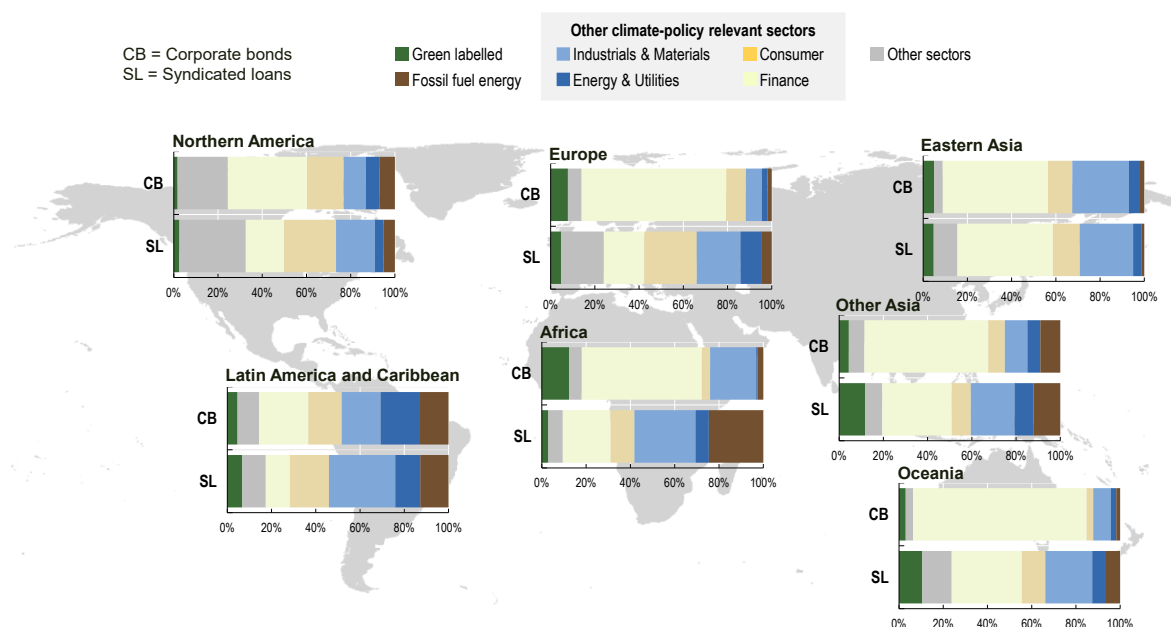 Other climate-policy relevant sectors
CB = Corporate bonds
SL = Syndicated loans
Green labelled
Industrials & Materials
Consumer
Other sectors
Fossil fuel energy
Energy & Utilities
Finance
Northern America
CB
SL
0% 20% 40% 60% 80% 100%
Europe
CB
SL
0% 20% 40% 60% 80% 100%
Eastern Asia
CB
SL
0% 20% 40% 60% 80% 100%
Latin America and Caribbean
CB
SL
0% 20% 40% 60% 80% 100%
Africa
CB
SL
0% 20% 40% 60% 80% 100%
Other Asia
CB
SL
0% 20% 40% 60% 80% 100%
Oceania
CB
SL
0% 20% 40% 60% 80% 100%